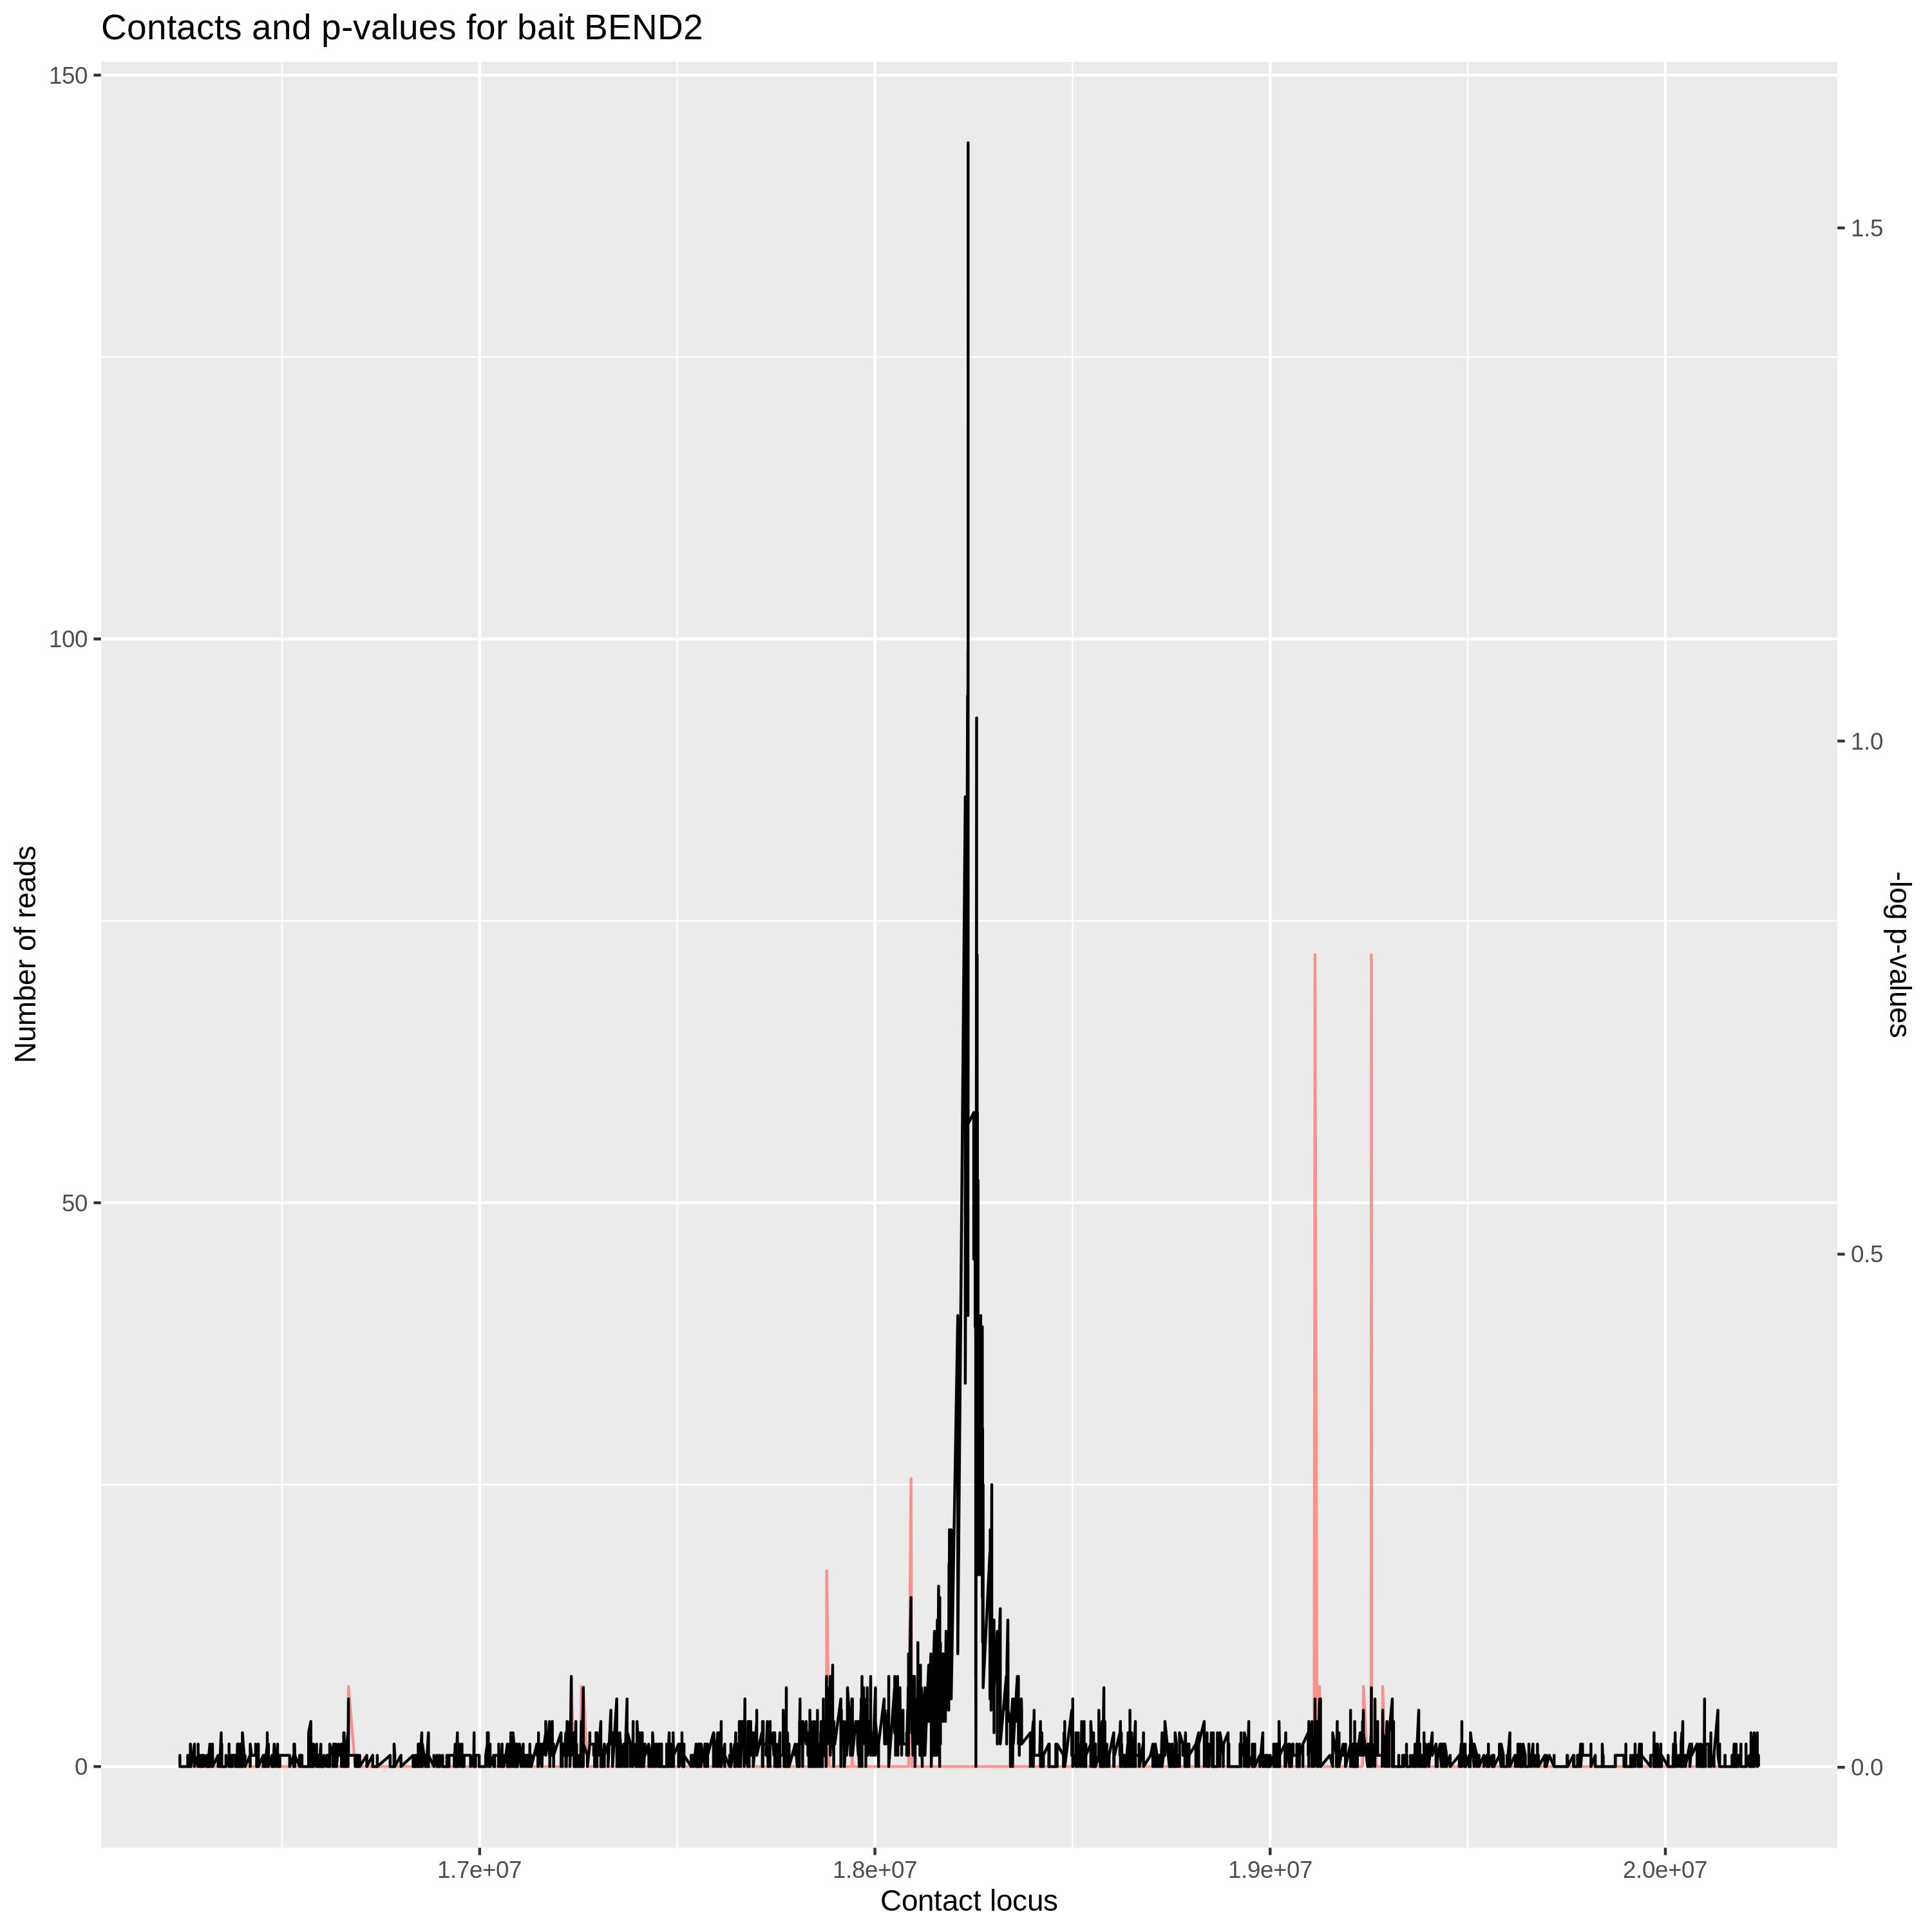 Contacts and p-values for bait BEND2
150
100
50
0
Number of reads
1.5
1.0
0.5
0.0
-log p-values
1.7e+07
1.8e+07
1.9e+07
2.0e+07
Contact locus